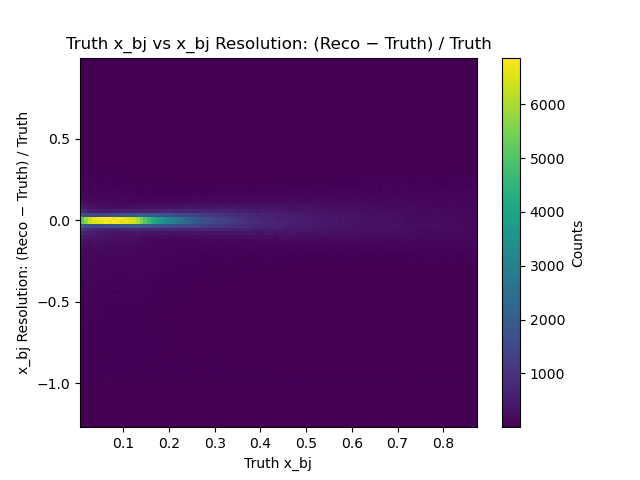 Truth x_bj vs x_bj Resolution: (Reco − Truth) / Truth
x_bj Resolution: (Reco − Truth) / Truth
0.5
0.0
−0.5
−1.0
0.1 0.2 0.3 0.4 0.5 0.6 0.7 0.8
Truth x_bj
6000
5000
4000
3000
2000
1000
Counts